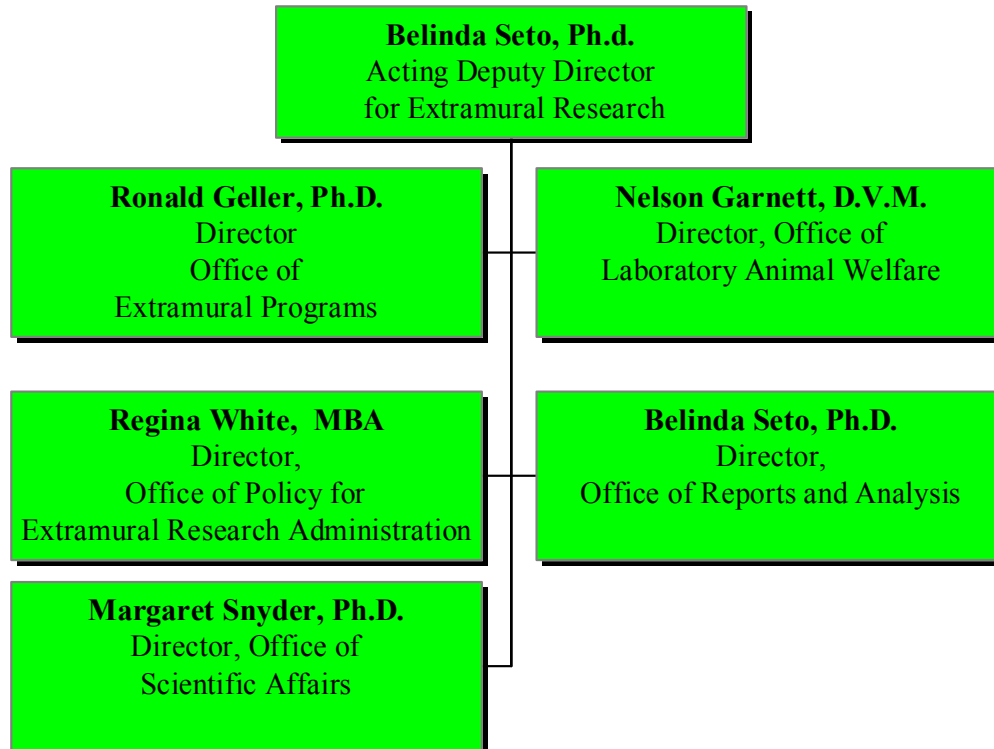 Belinda Seto, Ph.d.
Acting Deputy Director
for Extramural Research
Ronald Geller, Ph.D.
Director
Office of
Extramural Programs
Nelson Garnett, D.V.M.
Director, Office of
Laboratory Animal Welfare
Regina White,  MBA
Director,
Office of Policy for
Extramural Research Administration
Belinda Seto, Ph.D.
Director,
Office of Reports and Analysis
Margaret Snyder, Ph.D.
Director, Office of
Scientific Affairs